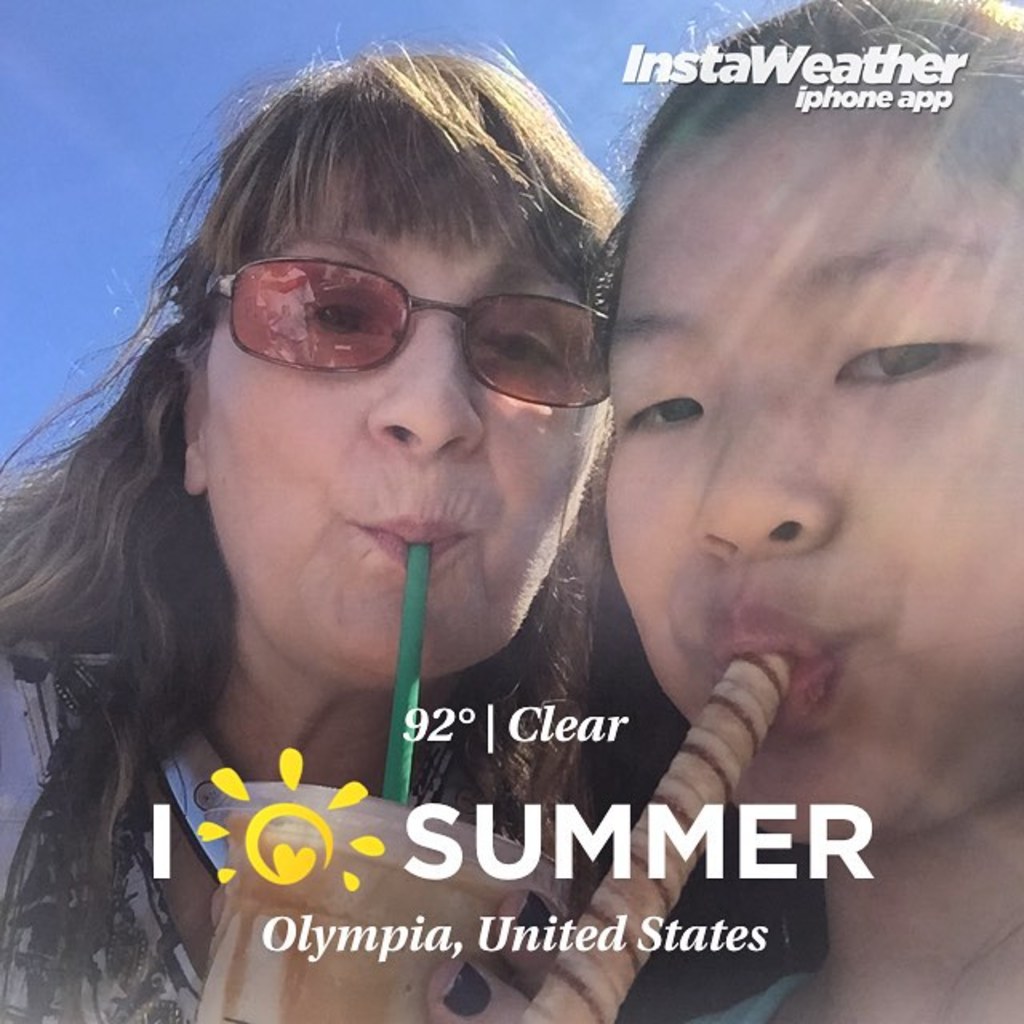 InstaWeather
iphone app
92° | Clear
I SUMMER
Olympia, United States